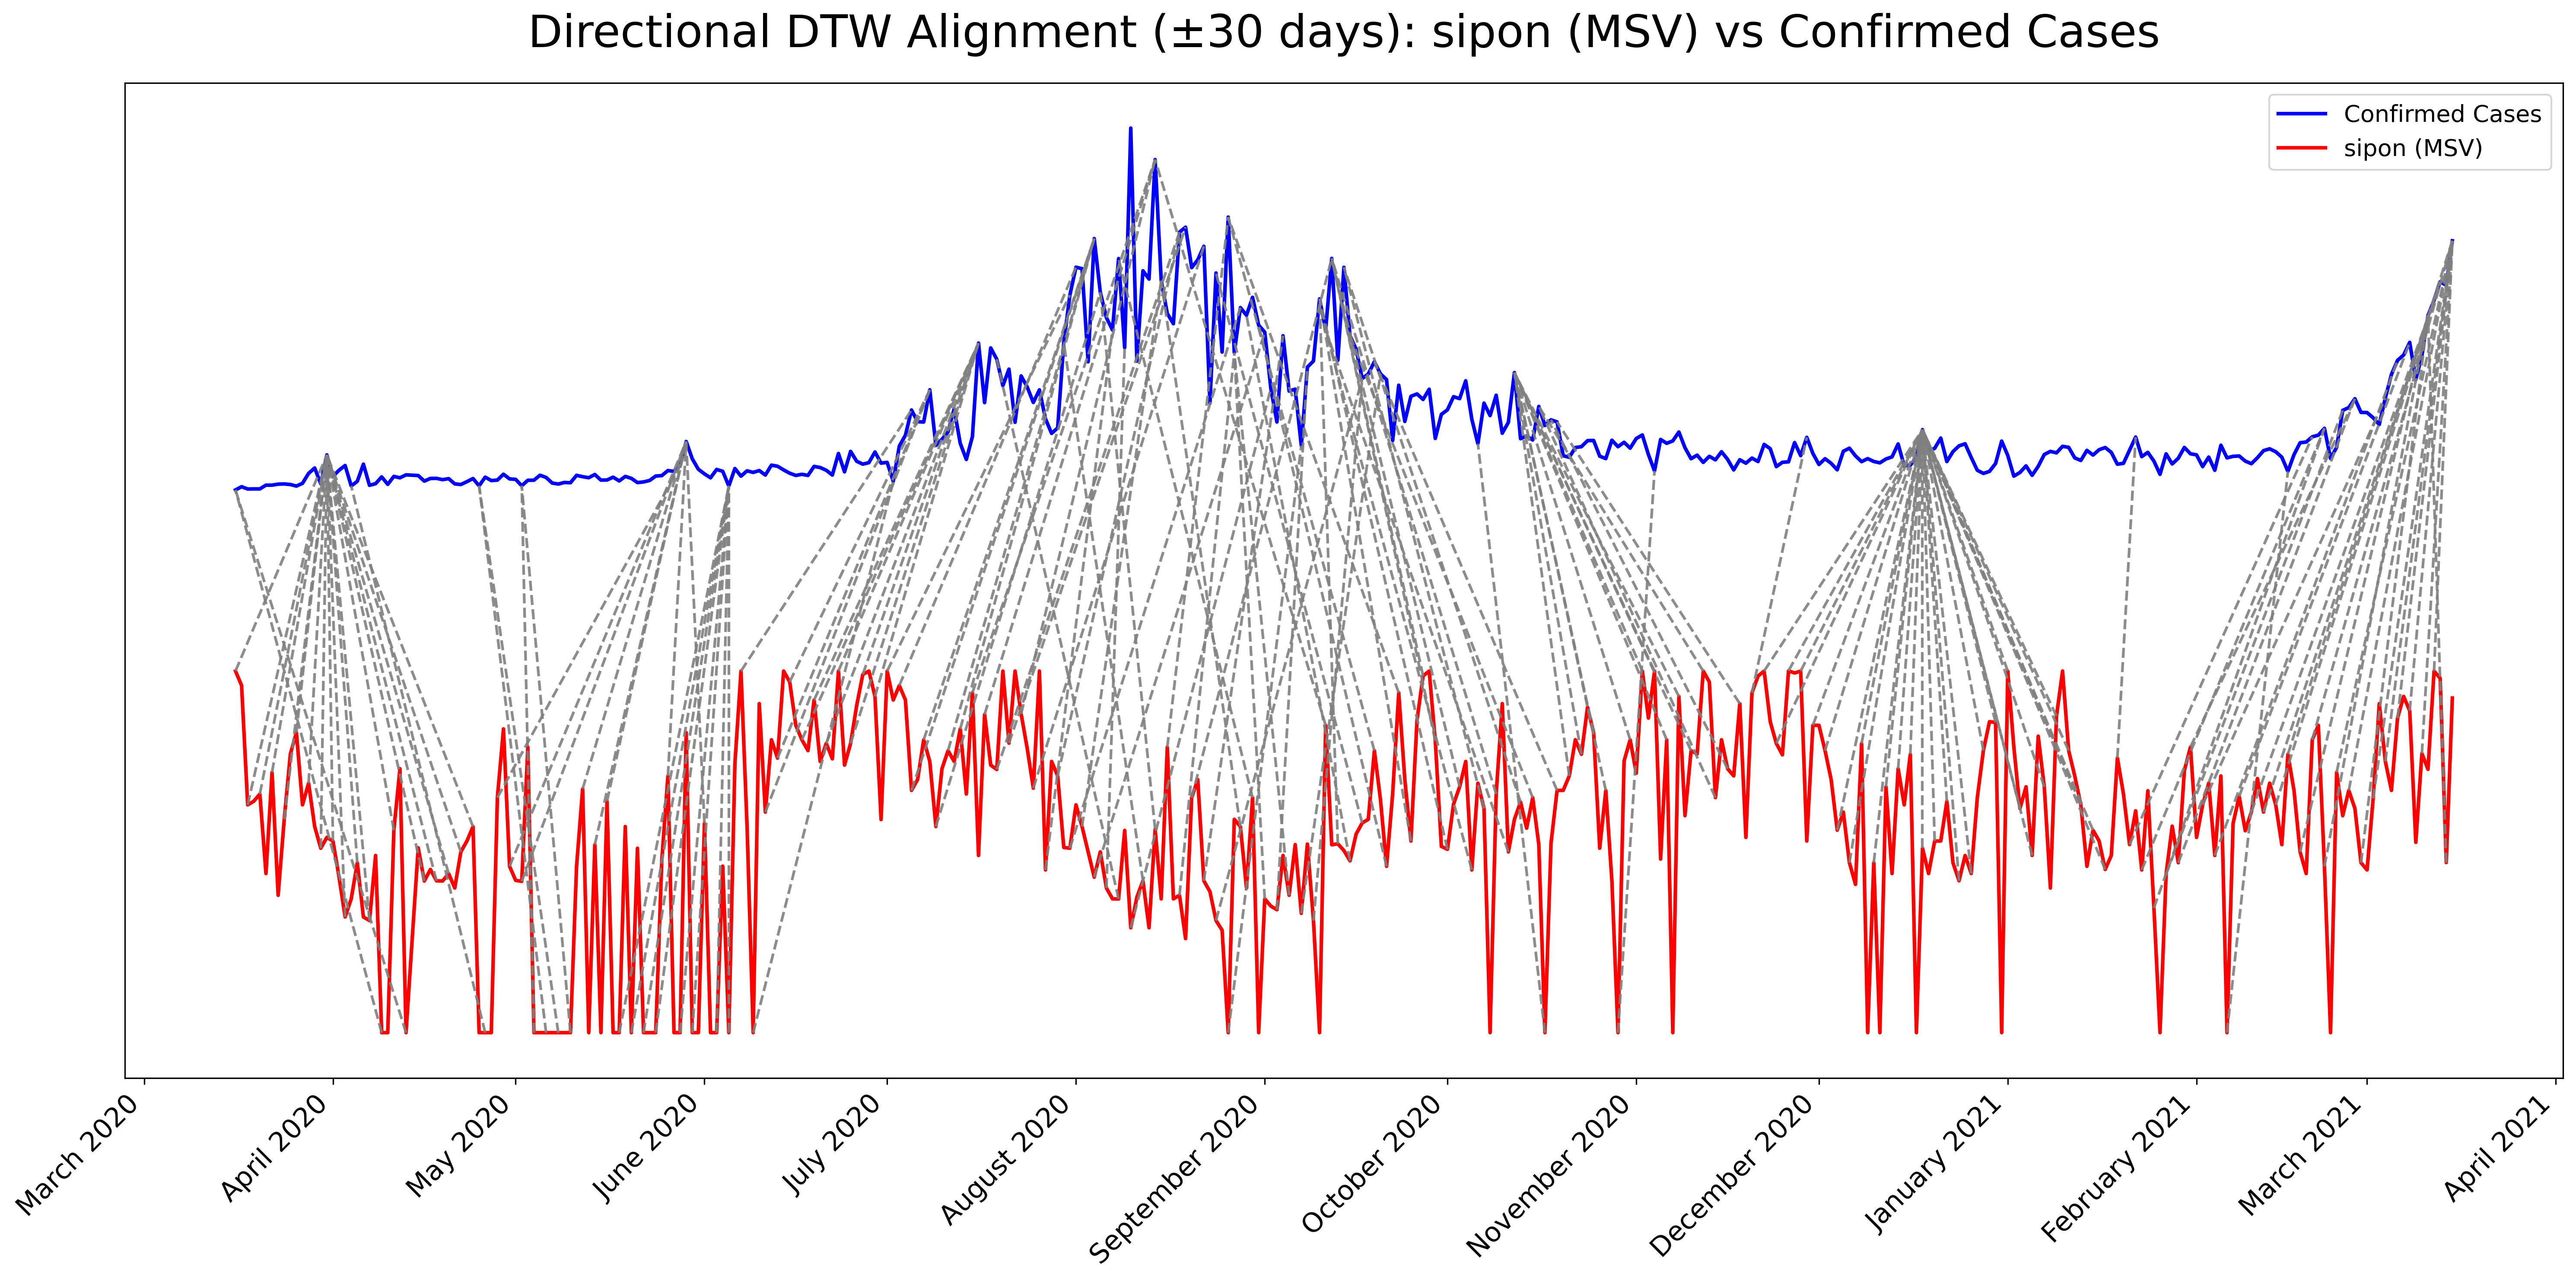 Directional DTW Alignment (±30 days): sipon (MSV) vs Confirmed Cases
Confirmed Cases
sipon (MSV)
March 2020
April 2020
May 2020
June 2020
July 2020
August 2020
September 2020
October 2020
November 2020
December 2020
January 2021
February 2021
March 2021
April 2021